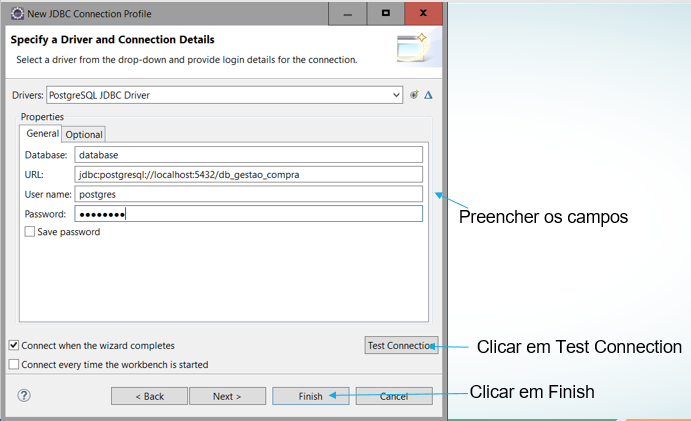 New JDBC Connection Profile
Specify a Driver and Connection Details
Select a driver from the drop-down and provide login details for the connection.
Drivers: PostgreSQL JDBC Driver
Properties
General Optional
Database: database
URL: jdbc:postgresql://localhost:5432/db_gestao_compra
User name: postgres
Password: ●●●●●●●●
Preencher os campos
Save password
Connect when the wizard completes
Test Connection
Clicar em Test Connection
Connect every time the workbench is started
? < Back Next > Finish Cancel
Clicar em Finish